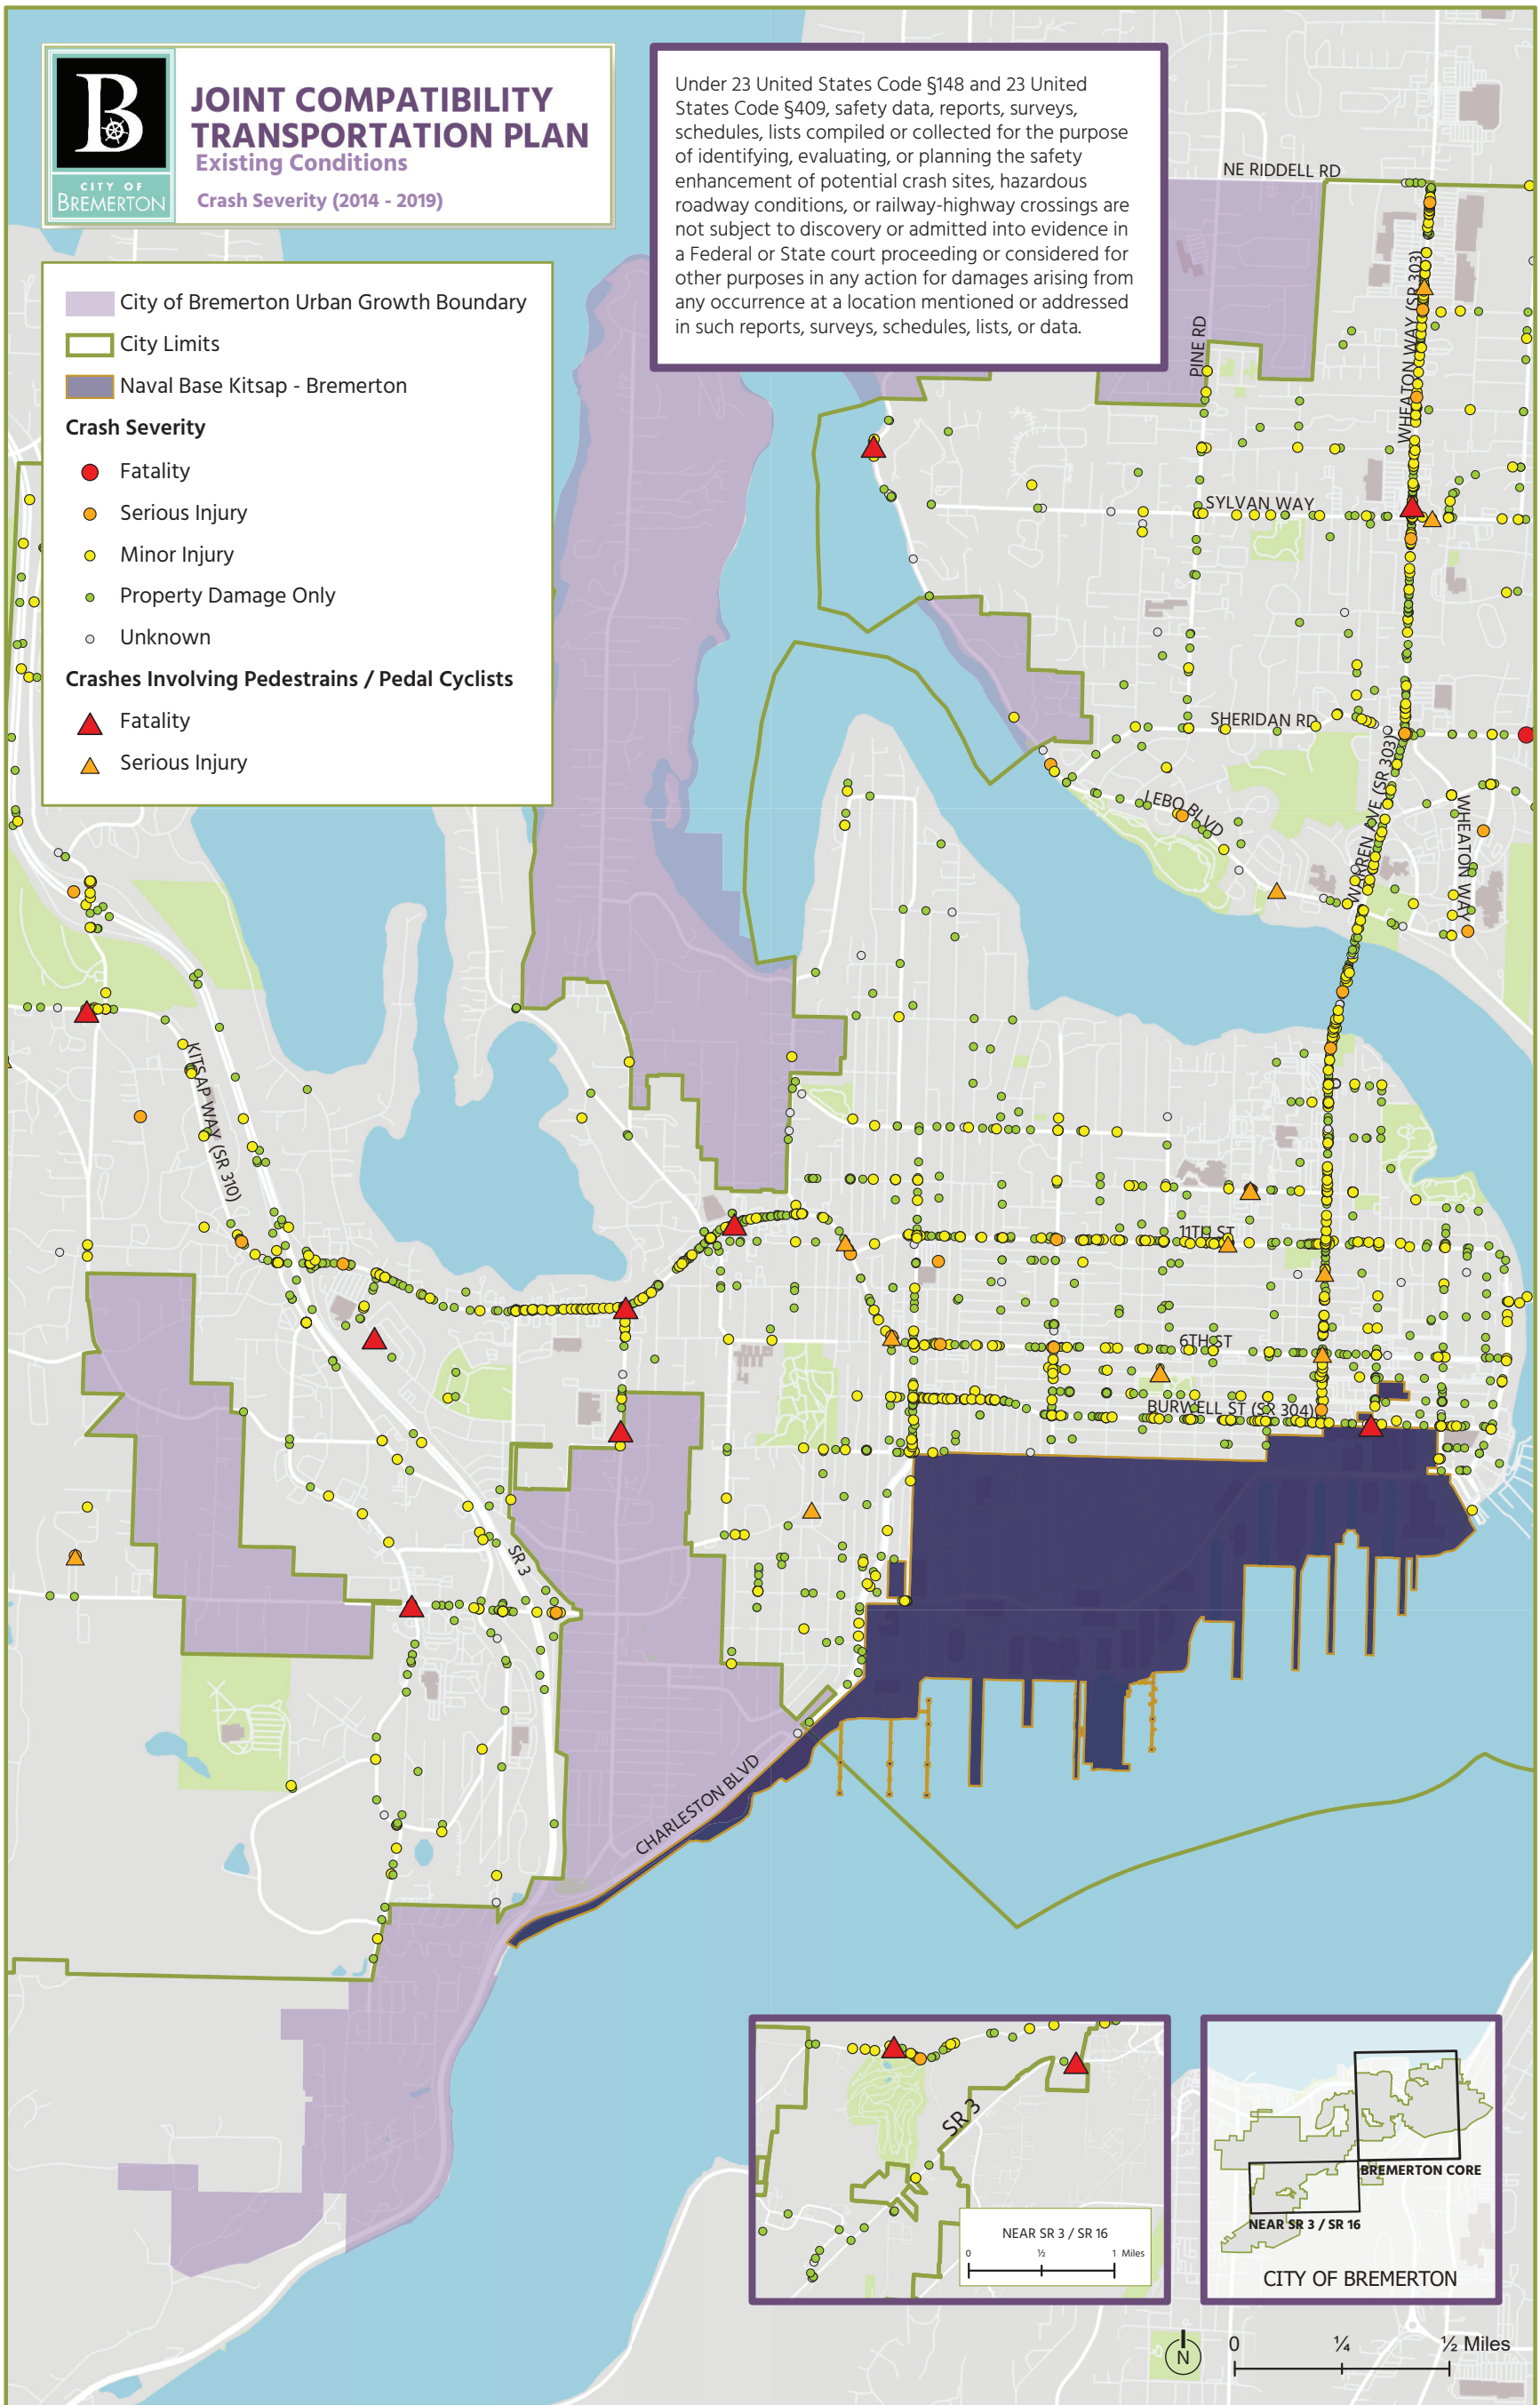 B
CITY OF
BREMERTON
JOINT COMPATIBILITY
TRANSPORTATION PLAN
Existing Conditions
Crash Severity (2014 - 2019)
Under 23 United States Code §148 and 23 United
States Code §409, safety data, reports, surveys,
schedules, lists compiled or collected for the purpose
of identifying, evaluating, or planning the safety
enhancement of potential crash sites, hazardous
roadway conditions, or railway-highway crossings are
not subject to discovery or admitted into evidence in
a Federal or State court proceeding or considered for
other purposes in any action for damages arising from
any occurrence at a location mentioned or addressed
in such reports, surveys, schedules, lists, or data.
City of Bremerton Urban Growth Boundary
City Limits
Naval Base Kitsap - Bremerton
Crash Severity
Fatality
Serious Injury
Minor Injury
Property Damage Only
Unknown
Crashes Involving Pedestrains / Pedal Cyclists
Fatality
Serious Injury
NE RIDDELL RD
WHEATON WAY (SR 303)
PINE RD
SYLVAN WAY
SHERIDAN RD
LEBO BLVD
WARREN AVE (SR 303)
WHEATON WAY
KITSAP WAY (SR 310)
11TH ST
6TH ST
BURWELL ST (SR 304)
SR 3
CHARLESTON BLVD
SR 3
NEAR SR 3 / SR 16
0 ½ 1 Miles
BREMERTON CORE
NEAR SR 3 / SR 16
CITY OF BREMERTON
N
0 ¼ ½ Miles